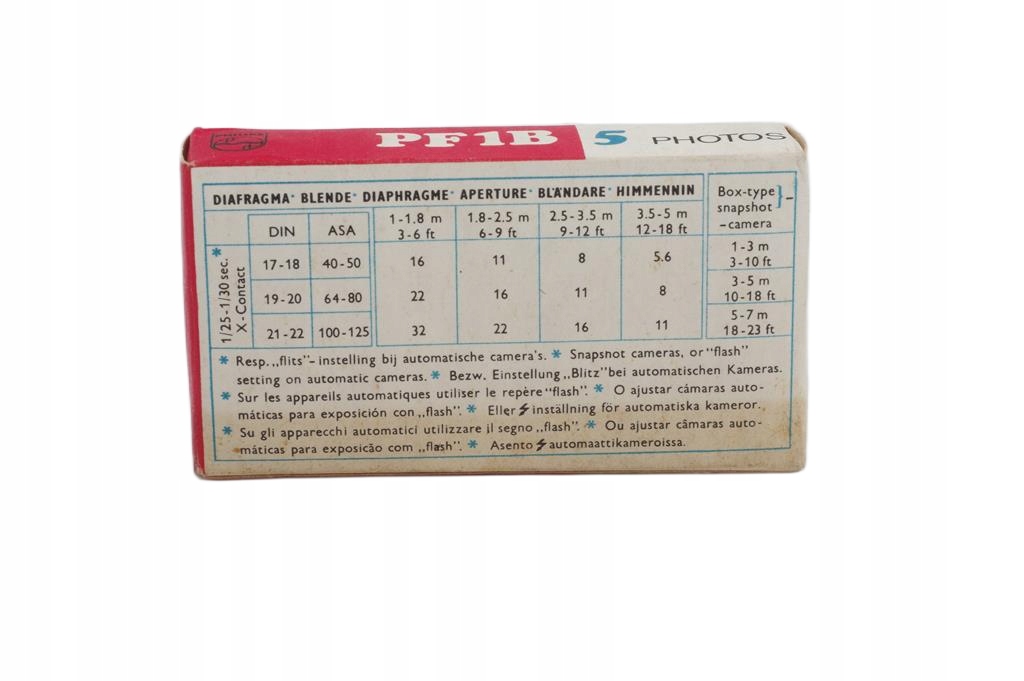 PHILIPS
PF1B 5 PHOTOS
DIAFRAGMA· BLENDE· DIAPHRAGME· APERTURE· BLÄNDARE· HIMMENNIN
Box-type snapshot –camera } –
DIN ASA 1-1.8 m 3-6 ft 1.8-2.5 m 6-9 ft 2.5-3.5 m 9-12 ft 3.5-5 m 12-18 ft
1/25-1/30 sec. *
X-Contact
17-18 40-50 16 11 8 5.6 1-3 m 3-10 ft
19-20 64-80 22 16 11 8 3-5 m 10-18 ft
21-22 100-125 32 22 16 11 5-7 m 18-23 ft
* Resp. „flits”-instelling bij automatische camera's. * Snapshot cameras, or "flash"
setting on automatic cameras. * Bezw. Einstellung „Blitz” bei automatischen Kameras.
* Sur les appareils automatiques utiliser le repère "flash". * O ajustar cámaras auto-
máticas para exposición con „flash”. * Eller ⚡ inställning för automatiska kameror.
* Su gli apparecchi automatici utilizzare il segno „flash”. * Ou ajustar câmaras auto-
máticas para exposicão com „flash”. * Asento ⚡ automaattikameroissa.